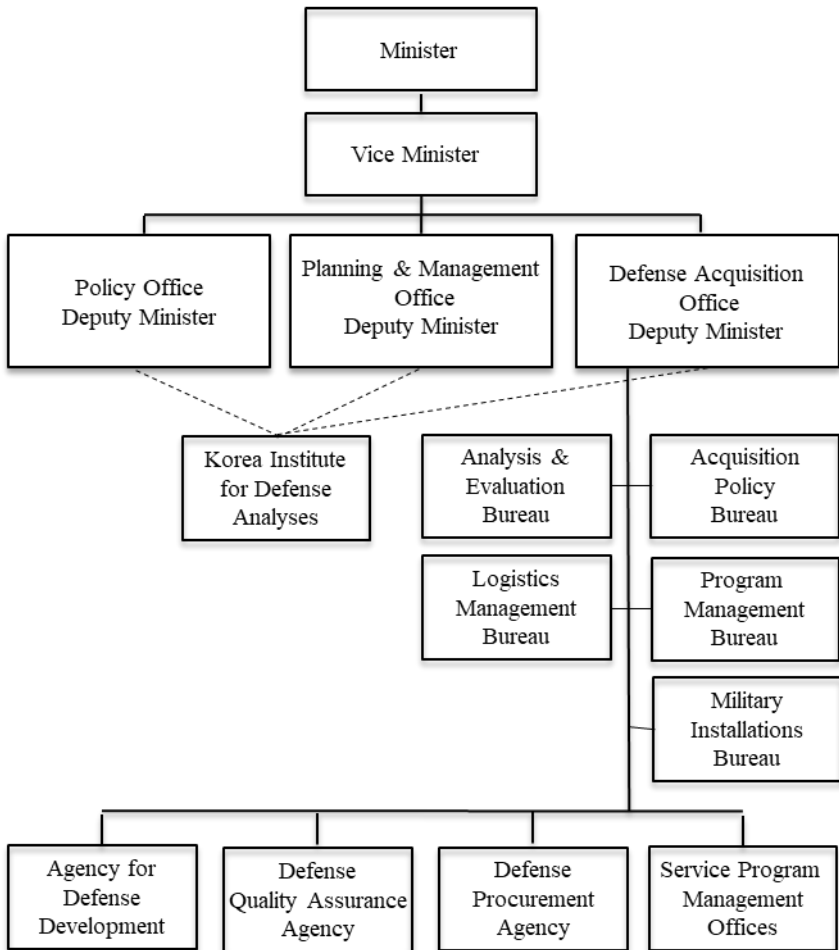 Minister
Vice Minister
Policy Office
Deputy Minister
Planning & Management
Office
Deputy Minister
Defense Acquisition
Office
Deputy Minister
Korea Institute
for Defense
Analyses
Analysis &
Evaluation
Bureau
Acquisition
Policy
Bureau
Logistics
Management
Bureau
Program
Management
Bureau
Military
Installations
Bureau
Agency for
Defense
Development
Defense
Quality Assurance
Agency
Defense
Procurement
Agency
Service Program
Management
Offices